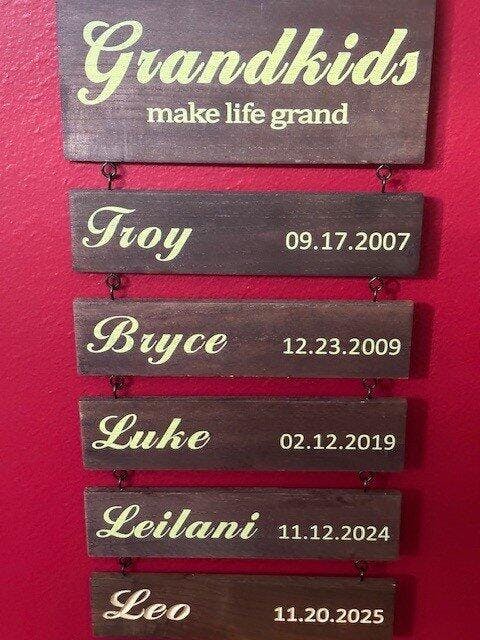 Grandkids
make life grand
Troy 09.17.2007
Bryce 12.23.2009
Luke 02.12.2019
Leilani 11.12.2024
Leo 11.20.2025